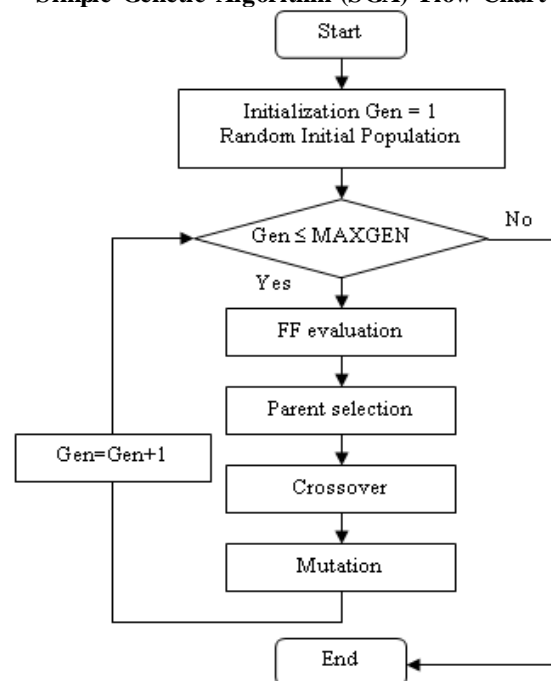 Simple Genetic Algorithm (SGA) Flow Chart
Start
Initialization Gen = 1
Random Initial Population
Gen ≤ MAXGEN
No
Yes
FF evaluation
Parent selection
Gen=Gen+1
Crossover
Mutation
End